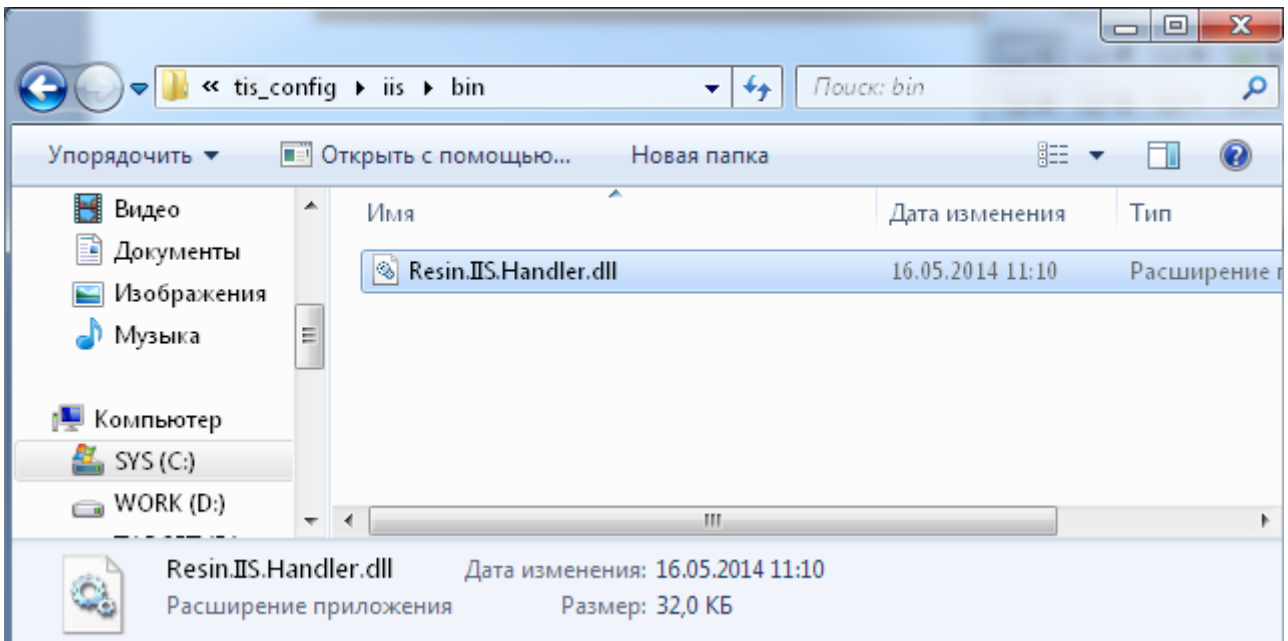 « tis_config ▸ iis ▸ bin
Поиск: bin
Упорядочить
Открыть с помощью...
Новая папка
Видео
Документы
Изображения
Музыка
Компьютер
SYS (C:)
WORK (D:)
Имя
Дата изменения
Тип
Resin.IIS.Handler.dll
16.05.2014 11:10
Расширение п
Resin.IIS.Handler.dll
Дата изменения: 16.05.2014 11:10
Расширение приложения
Размер: 32,0 КБ